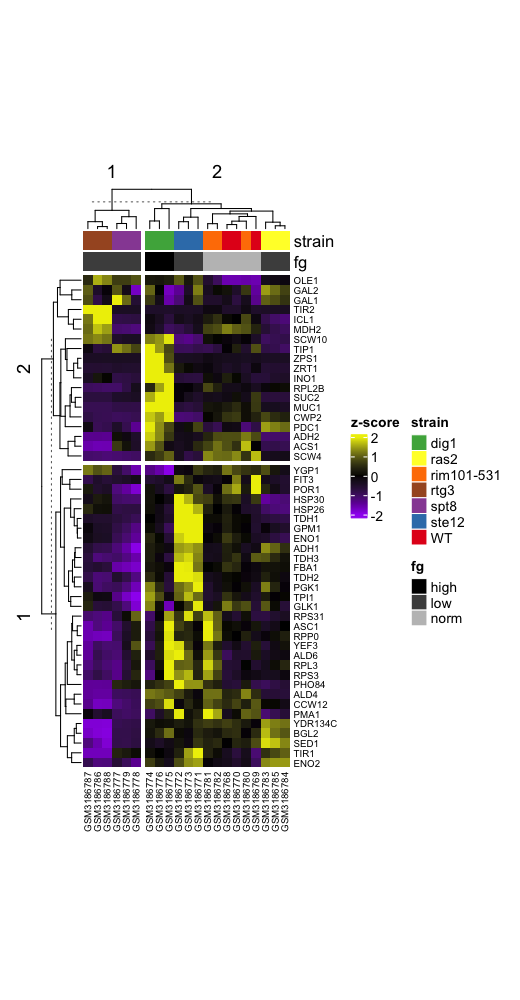 1
2
strain
fg
2
1
OLE1
GAL2
GAL1
TIR2
ICL1
MDH2
SCW10
TIP1
ZPS1
ZRT1
INO1
RPL2B
SUC2
MUC1
CWP2
PDC1
ADH2
ACS1
SCW4
YGP1
FIT3
POR1
HSP30
HSP26
TDH1
GPM1
ENO1
ADH1
TDH3
FBA1
TDH2
PGK1
TPI1
GLK1
RPS31
ASC1
RPP0
YEF3
ALD6
RPL3
RPS3
PHO84
ALD4
CCW12
PMA1
YDR134C
BGL2
SED1
TIR1
ENO2
GSM3186787
GSM3186786
GSM3186788
GSM3186777
GSM3186779
GSM3186778
GSM3186774
GSM3186776
GSM3186775
GSM3186772
GSM3186773
GSM3186771
GSM3186781
GSM3186782
GSM3186768
GSM3186770
GSM3186780
GSM3186769
GSM3186783
GSM3186785
GSM3186784
z-score
2
1
0
-1
-2
strain
dig1
ras2
rim101-531
rtg3
spt8
ste12
WT
fg
high
low
norm